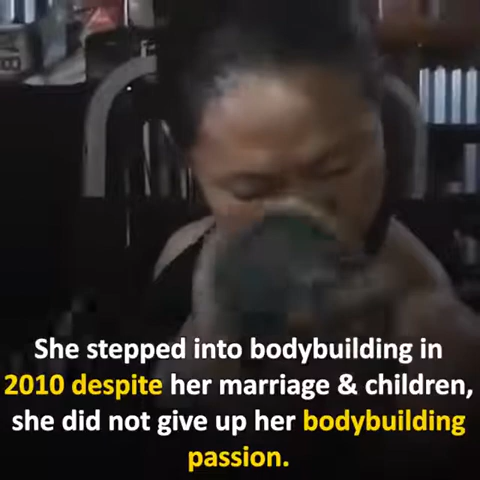 She stepped into bodybuilding in
2010 despite her marriage & children,
she did not give up her bodybuilding
passion.